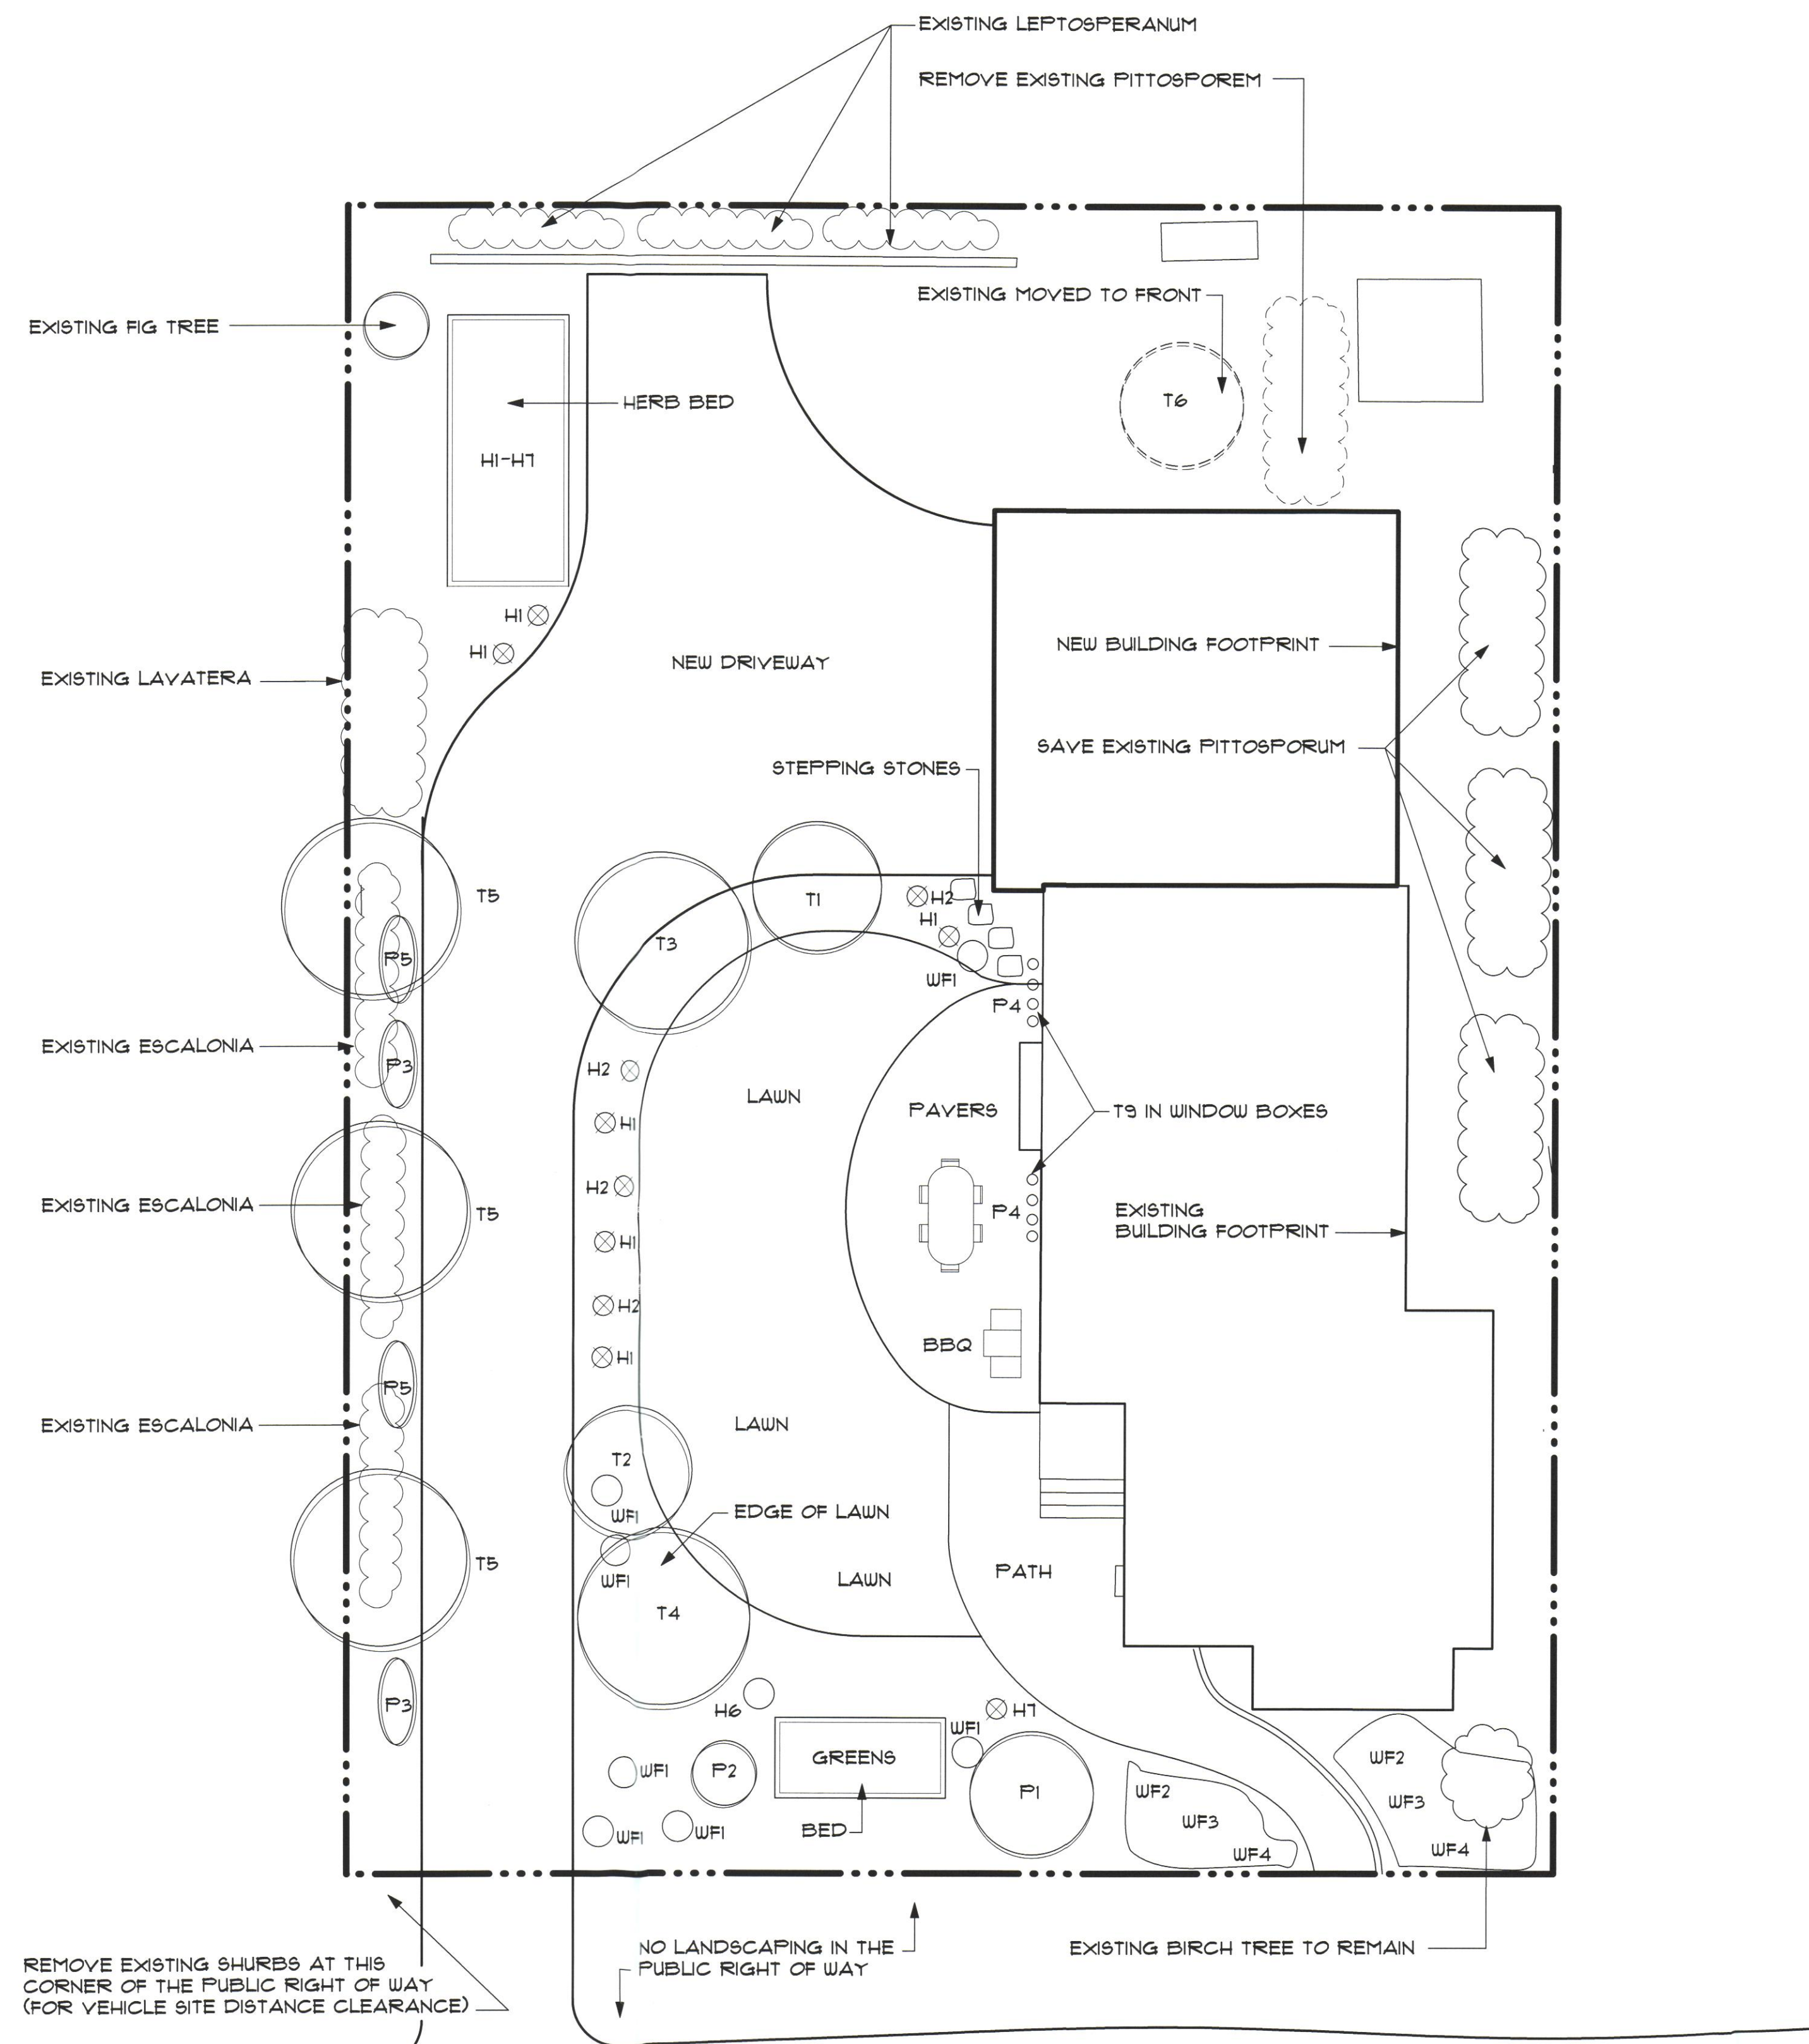 EXISTING LEPTOSPERANUM
REMOVE EXISTING PITTOSPOREM
EXISTING MOVED TO FRONT
EXISTING FIG TREE
HERB BED
T6
H1-H7
H1
H1
NEW BUILDING FOOTPRINT
NEW DRIVEWAY
EXISTING LAVATERA
SAVE EXISTING PITTOSPORUM
STEPPING STONES
T5
T1
H2
H1
T3
P5
WF1
P4
EXISTING ESCALONIA
P3
H2
LAWN
PAVERS
T9 IN WINDOW BOXES
H1
H2
EXISTING ESCALONIA
T5
P4
EXISTING
BUILDING FOOTPRINT
H1
H2
BBQ
H1
P5
EXISTING ESCALONIA
LAWN
T2
WF1
EDGE OF LAWN
T5
WF1
LAWN
PATH
T4
P3
H6
H7
WF1
GREENS
WF1
P2
P1
WF2
WF3
WF4
WF2
WF3
WF4
WF1
WF1
BED
NO LANDSCAPING IN THE
PUBLIC RIGHT OF WAY
EXISTING BIRCH TREE TO REMAIN
REMOVE EXISTING SHURBS AT THIS
CORNER OF THE PUBLIC RIGHT OF WAY
(FOR VEHICLE SITE DISTANCE CLEARANCE)